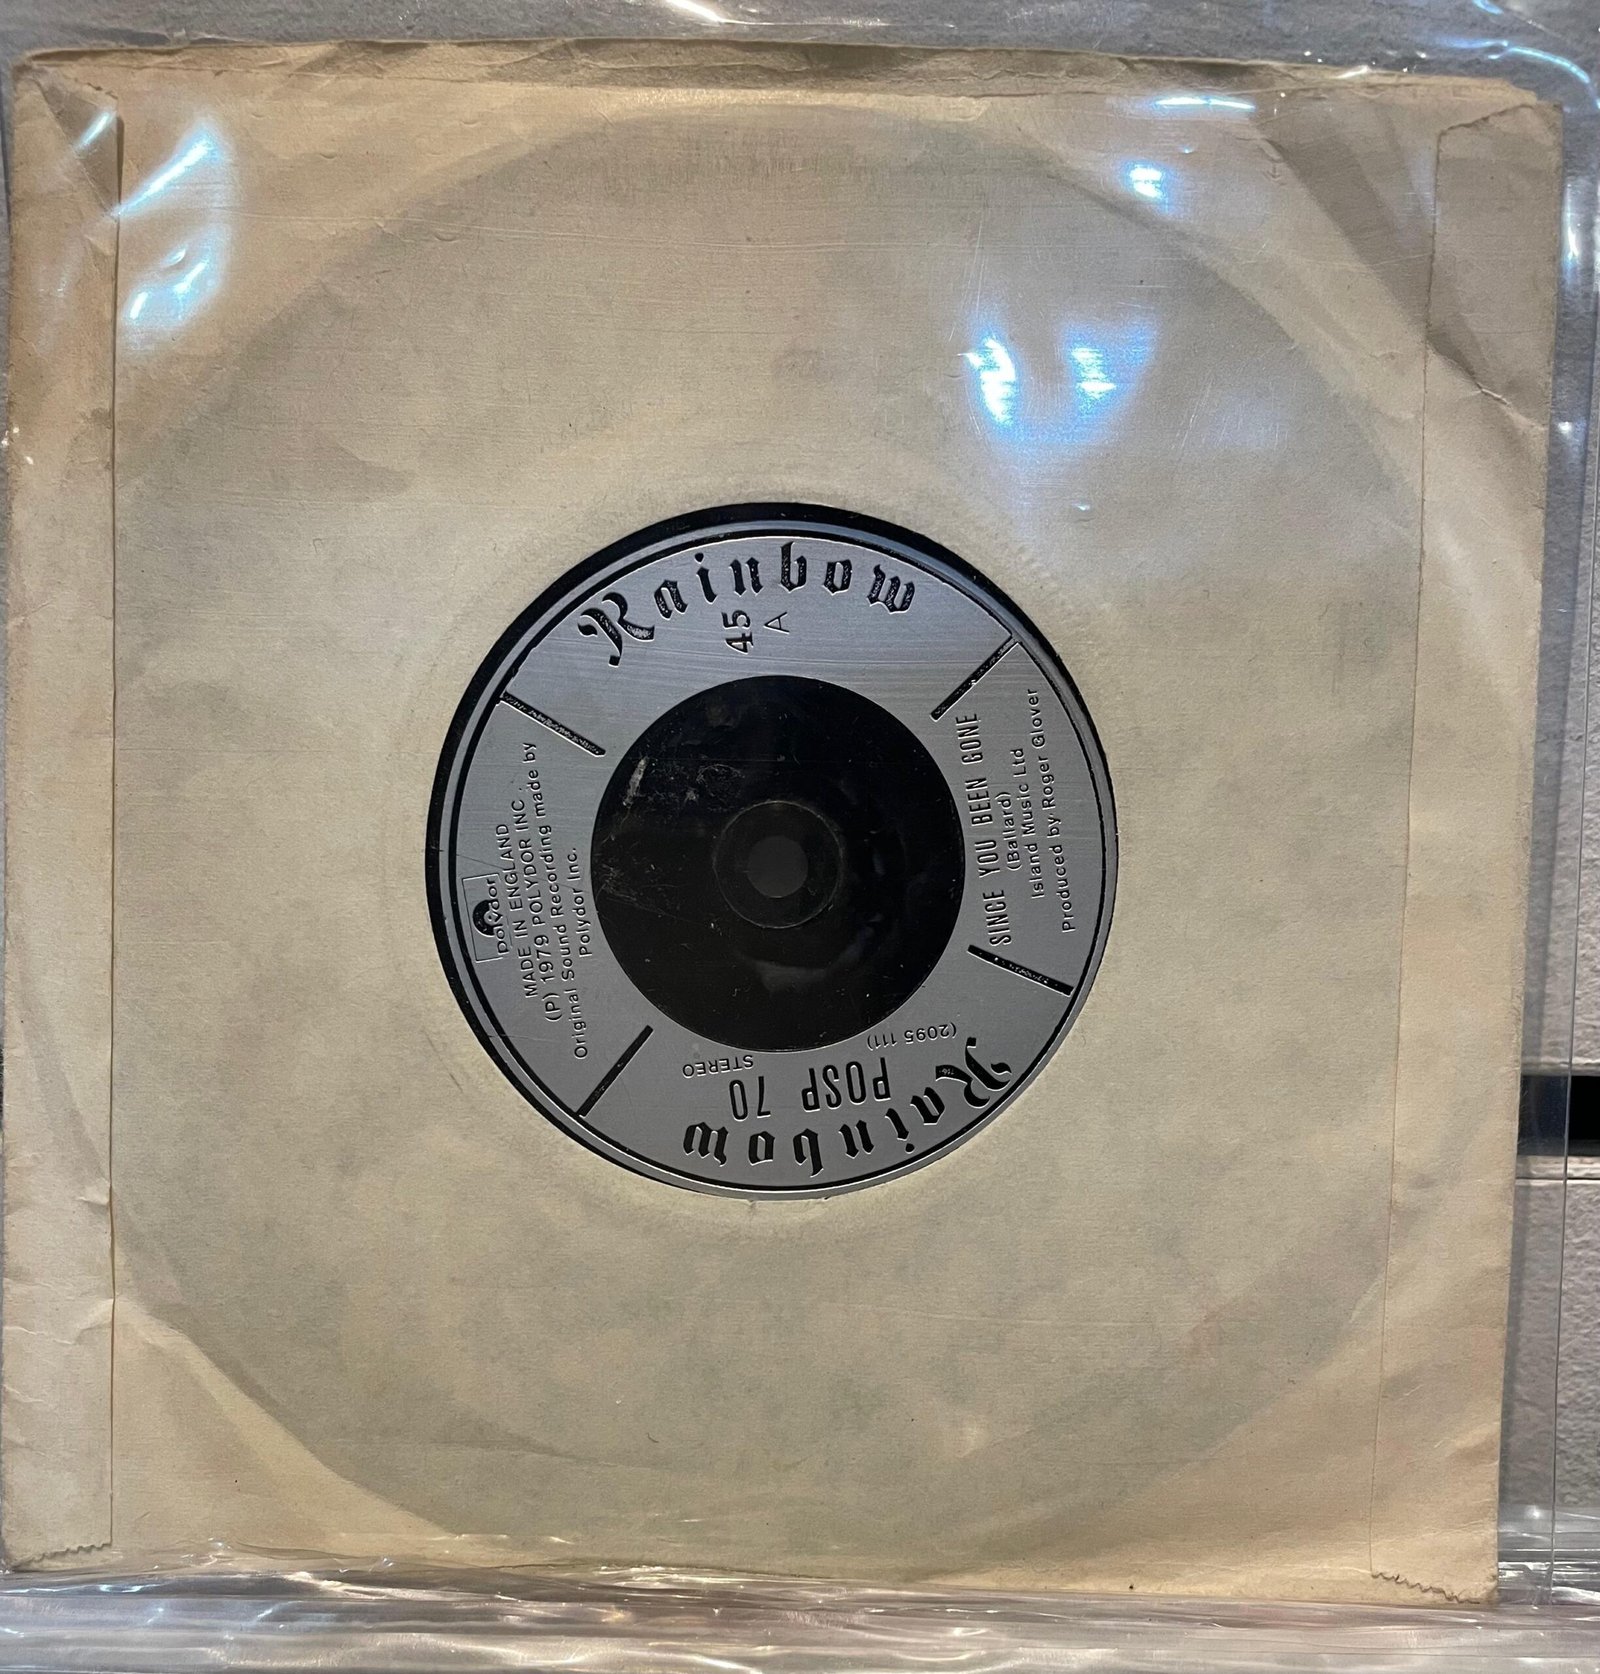 Rainbow
45
A
SINCE YOU BEEN GONE
(Ballard)
Island Music Ltd
Produced by Roger Glover
polydor
MADE IN ENGLAND
(P) 1979 POLYDOR INC.
Original Sound Recording made by
Polydor Inc.
STEREO
(2095 111)
POSP 70
Rainbow